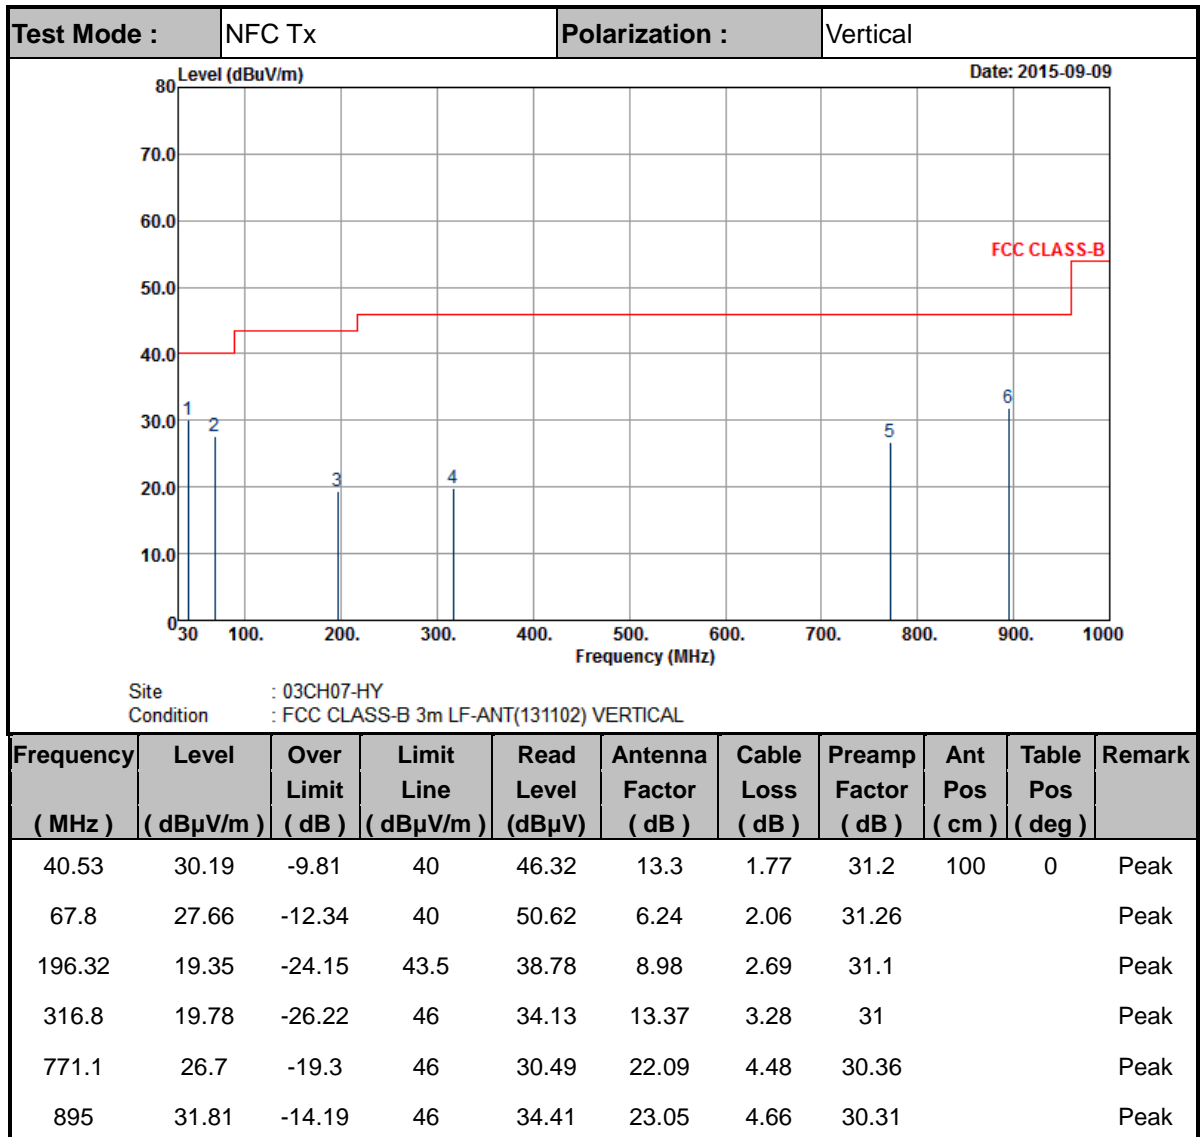 Test Mode : NFC Tx Polarization : Vertical
Level (dBuV/m) Date: 2015-09-09
80
70.0
60.0
FCC CLASS-B
50.0
40.0
30.0
20.0
10.0
0
1
2
3
4
5
6
30 100. 200. 300. 400. 500. 600. 700. 800. 900. 1000
Frequency (MHz)
Site : 03CH07-HY
Condition : FCC CLASS-B 3m LF-ANT(131102) VERTICAL
Frequency Level Over Limit Read Antenna Cable Preamp Ant Table Remark
Limit Line Level Factor Loss Factor Pos Pos
( MHz ) ( dBµV/m ) ( dB ) ( dBµV/m ) (dBµV) ( dB ) ( dB ) ( dB ) ( cm ) ( deg )
40.53 30.19 -9.81 40 46.32 13.3 1.77 31.2 100 0 Peak
67.8 27.66 -12.34 40 50.62 6.24 2.06 31.26 Peak
196.32 19.35 -24.15 43.5 38.78 8.98 2.69 31.1 Peak
316.8 19.78 -26.22 46 34.13 13.37 3.28 31 Peak
771.1 26.7 -19.3 46 30.49 22.09 4.48 30.36 Peak
895 31.81 -14.19 46 34.41 23.05 4.66 30.31 Peak